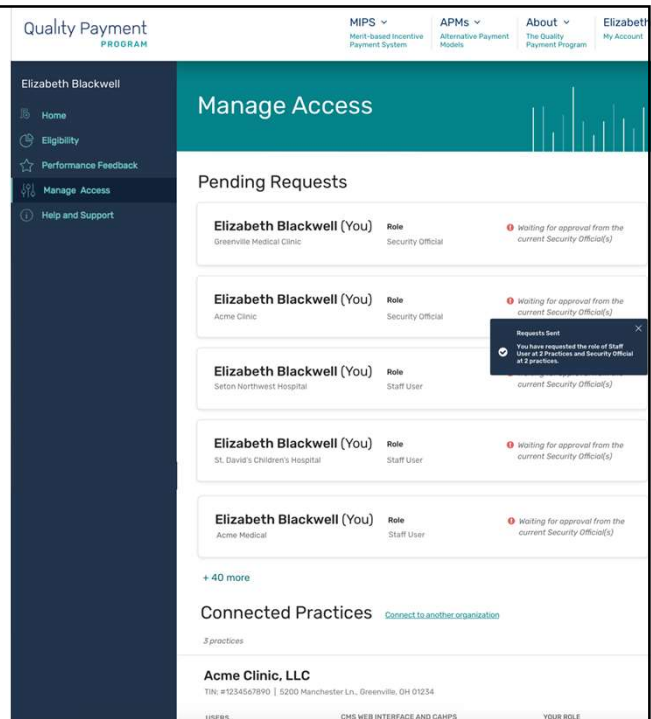 Quality Payment
PROGRAM
MIPS
Merit-based Incentive
Payment System
APMs
Alternative Payment
Models
About
The Quality
Payment Program
Elizabeth
My Account
Elizabeth Blackwell
Home
Eligibility
Performance Feedback
Manage Access
Help and Support
Manage Access
Pending Requests
Elizabeth Blackwell (You)
Greenville Medical Clinic
Role
Security Official
Waiting for approval from the
current Security Official(s)
Elizabeth Blackwell (You)
Acme Clinic
Role
Security Official
Waiting for approval from the
current Security Official(s)
Requests Sent
You have requested the role of Staff
User at 2 Practices and Security Official
at 2 practices.
Elizabeth Blackwell (You)
Seton Northwest Hospital
Role
Staff User
current Security Official(s)
Elizabeth Blackwell (You)
St. David's Children's Hospital
Role
Staff User
Waiting for approval from the
current Security Official(s)
Elizabeth Blackwell (You)
Acme Medical
Role
Staff User
Waiting for approval from the
current Security Official(s)
+ 40 more
Connected Practices
Connect to another organization
3 practices
Acme Clinic, LLC
TIN: #1234567890 | 5200 Manchester Ln., Greenville, OH 01234
USERS
CMS WEB INTERFACE AND CAHPS
YOUR ROLE